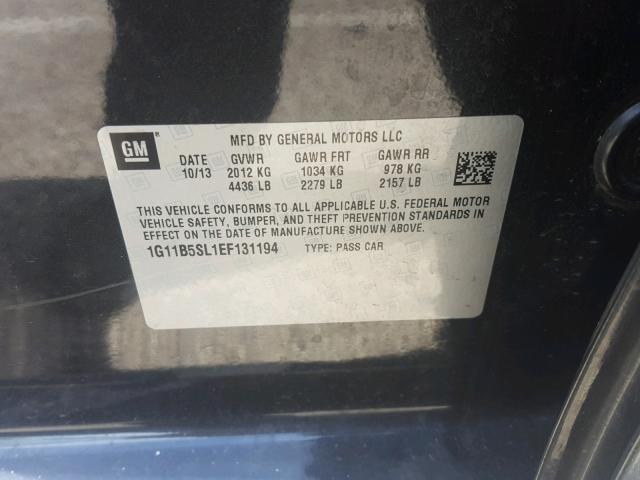 GM
MFD BY GENERAL MOTORS LLC
DATE GVWR GAWR FRT GAWR RR
10/13 2012 KG 1034 KG 978 KG
4436 LB 2279 LB 2157 LB
THIS VEHICLE CONFORMS TO ALL APPLICABLE U.S. FEDERAL MOTOR
VEHICLE SAFETY, BUMPER, AND THEFT PREVENTION STANDARDS IN
EFFECT ON THE DATE OF MANUFACTURE SHOWN ABOVE.
1G11B5SL1EF131194 TYPE: PASS CAR